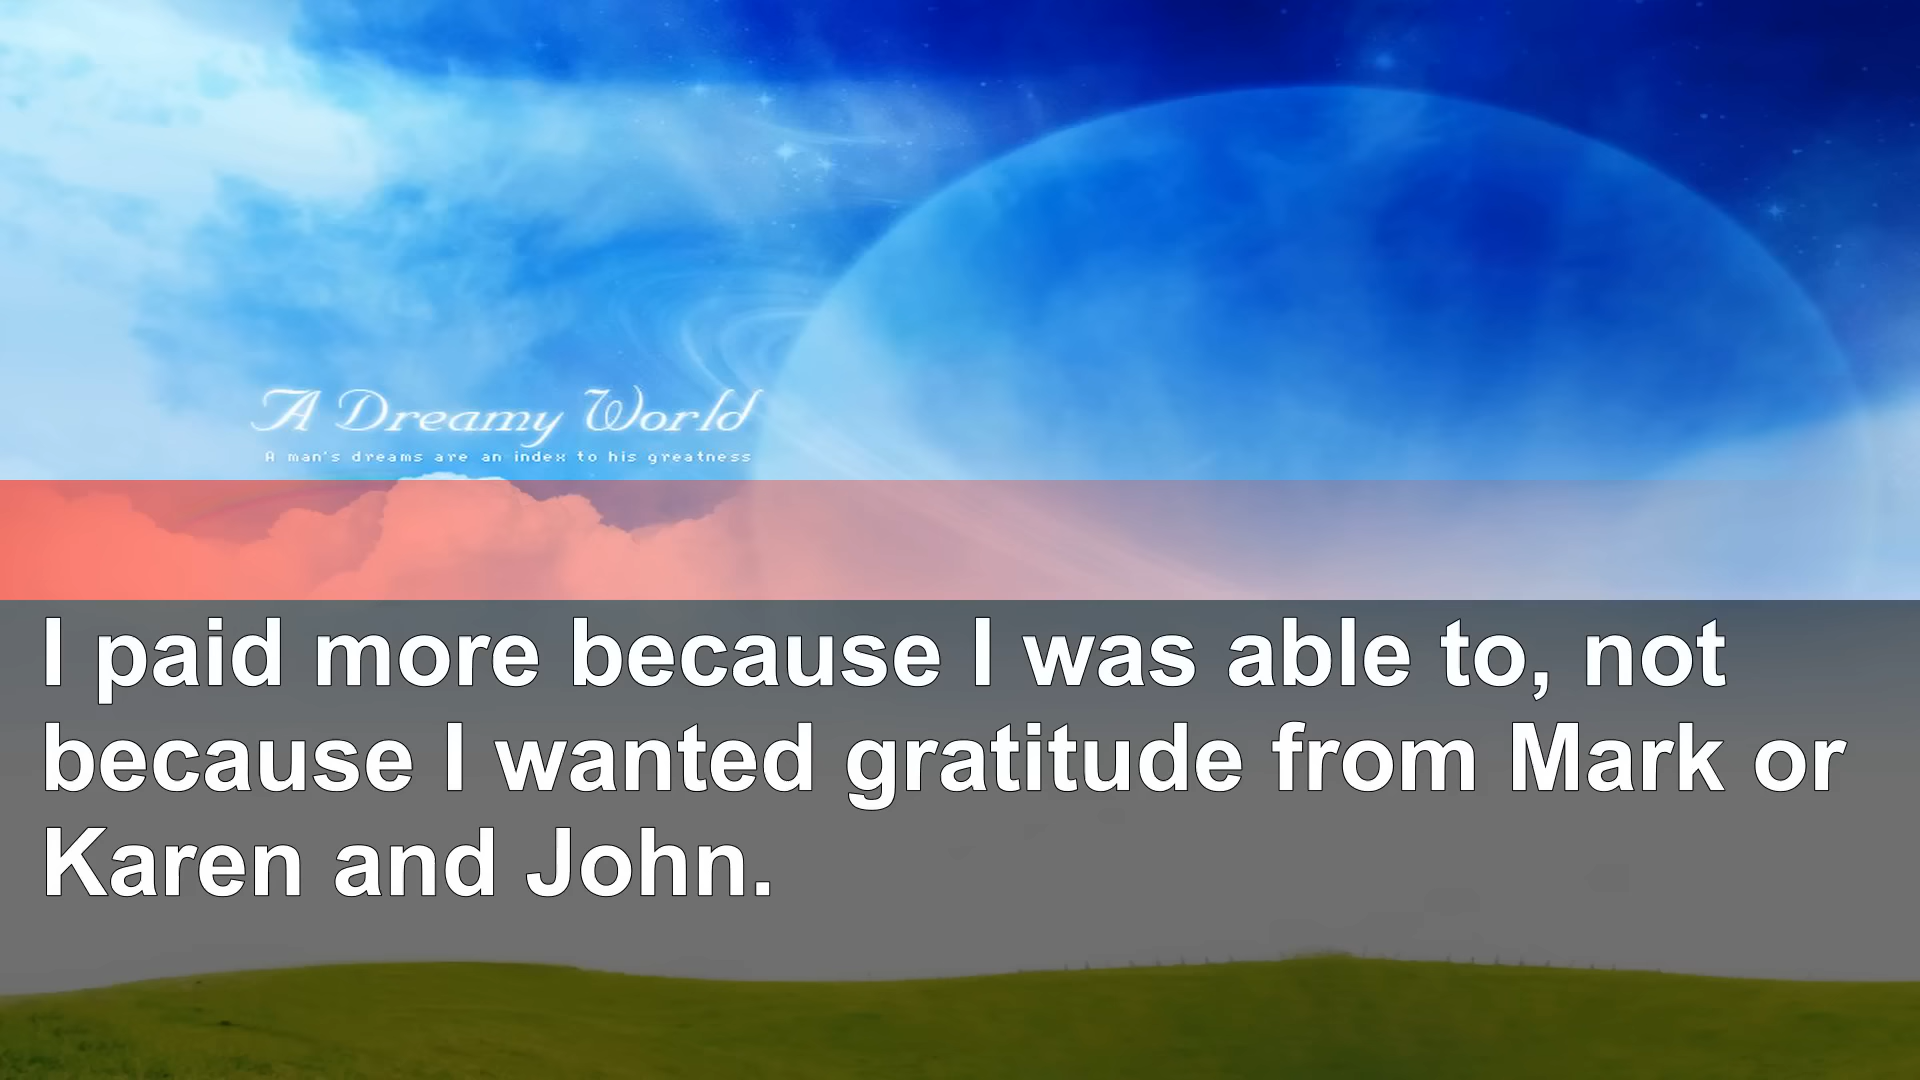 A Dreamy World
A man's dreams are an index to his greatness
I paid more because I was able to, not
because I wanted gratitude from Mark or
Karen and John.